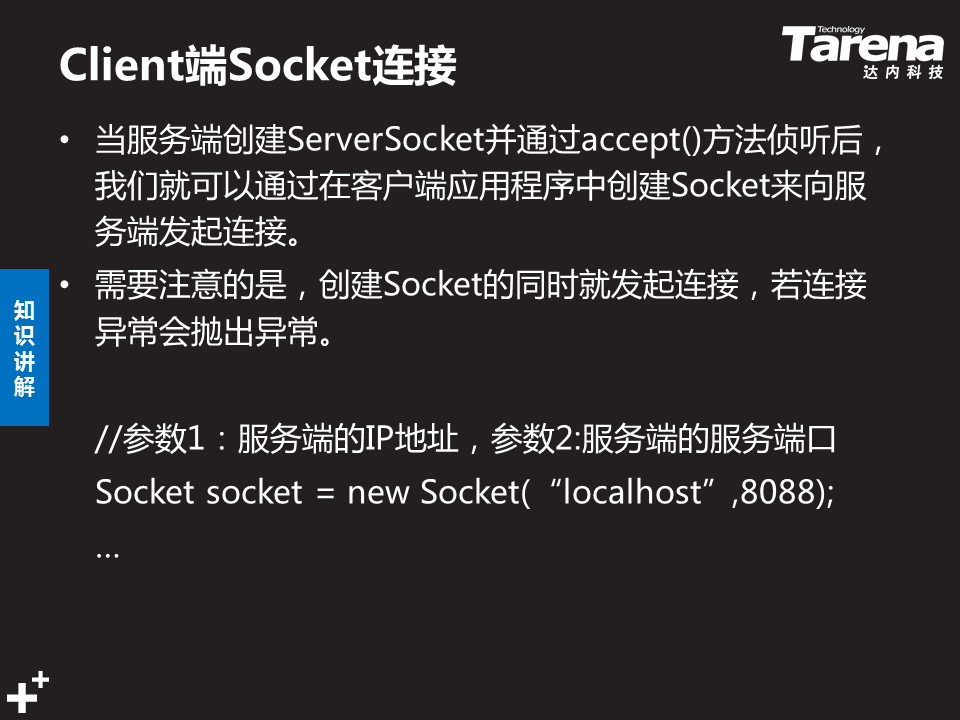 Client端Socket连接
Technology
Tarena
达内科技
• 当服务端创建ServerSocket并通过accept()方法侦听后，
我们就可以通过在客户端应用程序中创建Socket来向服
务端发起连接。
• 需要注意的是，创建Socket的同时就发起连接，若连接
异常会抛出异常。
知识讲解
//参数1：服务端的IP地址，参数2:服务端的服务端口
Socket socket = new Socket(“localhost”,8088);
…